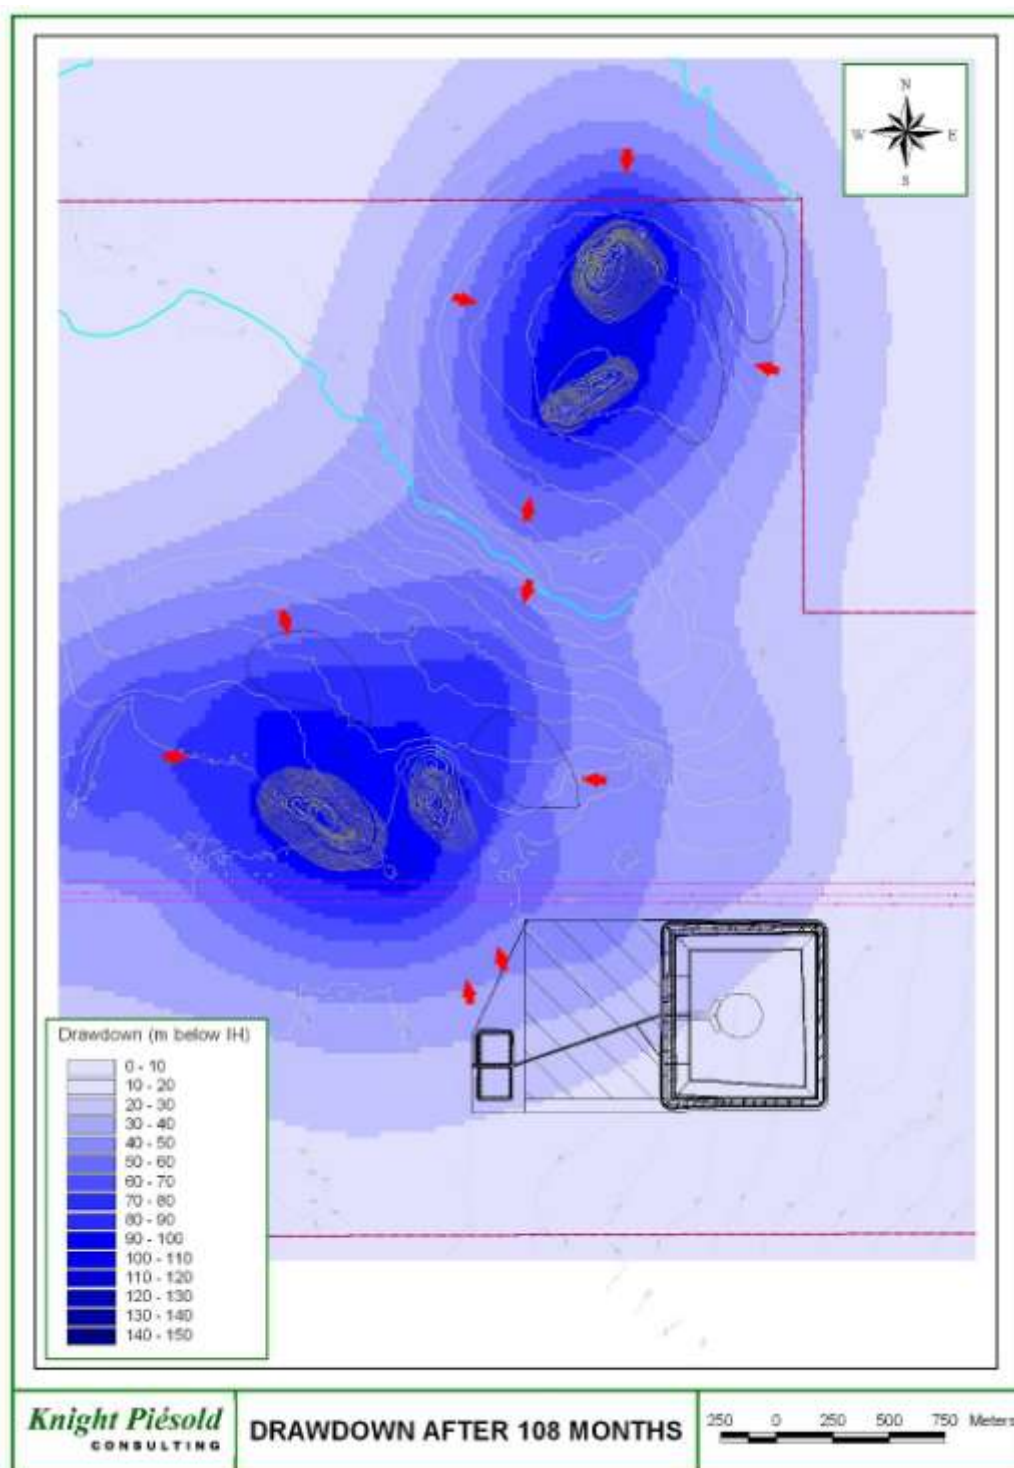 N
W E
S
Drawdown (m below IH)
0 - 10
10 - 20
20 - 30
30 - 40
40 - 50
50 - 60
60 - 70
70 - 80
80 - 90
90 - 100
100 - 110
110 - 120
120 - 130
130 - 140
140 - 150
Knight Piésold
CONSULTING
DRAWDOWN AFTER 108 MONTHS
250 0 250 500 750 Meters